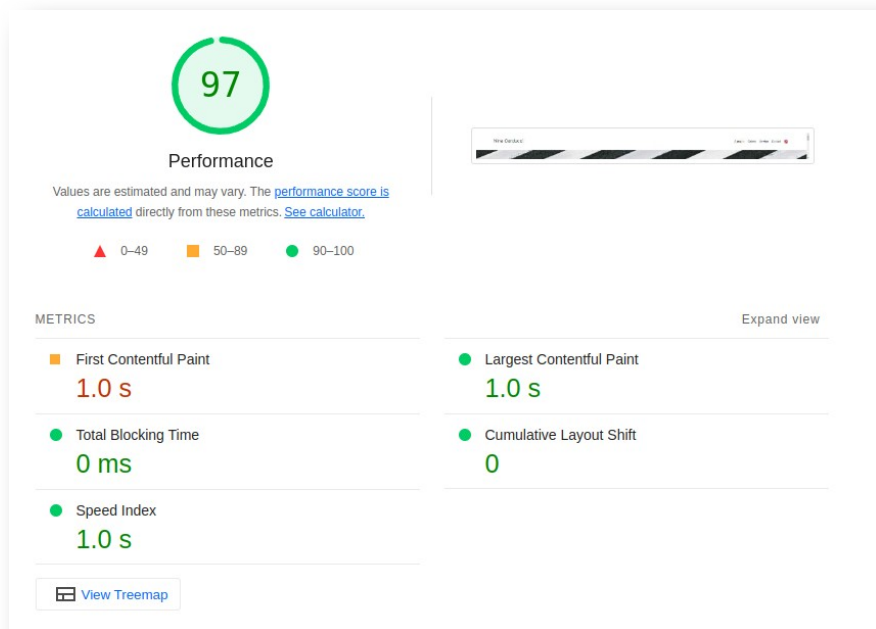 97
Performance
Values are estimated and may vary. The performance score is
calculated directly from these metrics. See calculator.
0–49 50–89 90–100
METRICS Expand view
First Contentful Paint
1.0 s
Largest Contentful Paint
1.0 s
Total Blocking Time
0 ms
Cumulative Layout Shift
0
Speed Index
1.0 s
View Treemap